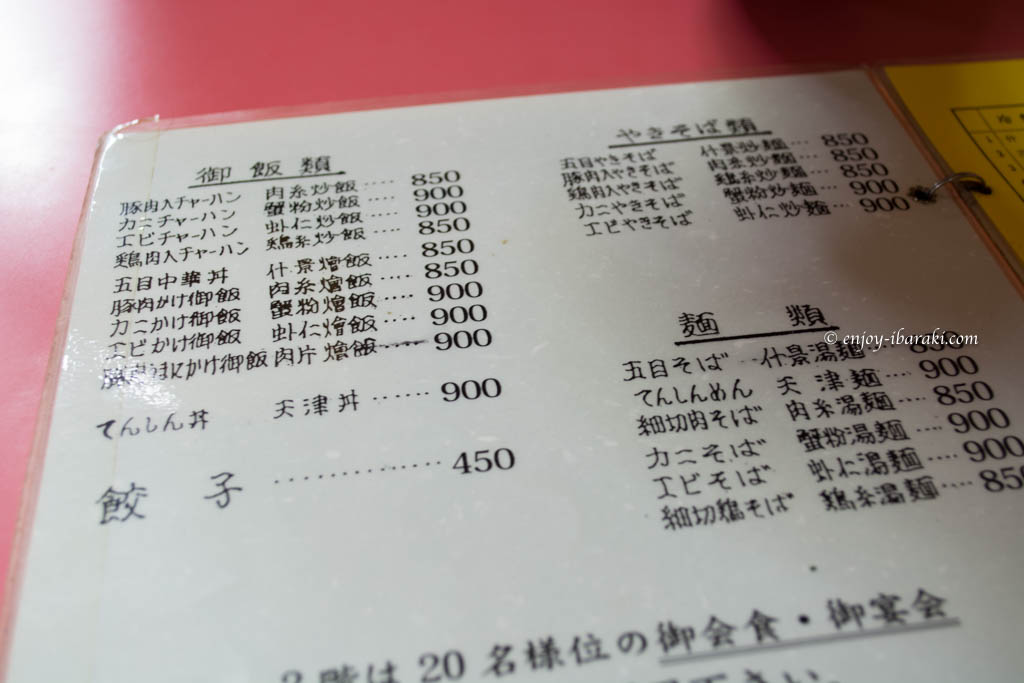 御飯類
豚肉入チャーハン 肉糸炒飯 ‥‥ 850
カニチャーハン 蟹粉炒飯 ‥‥ 900
エビチャーハン 虾仁炒飯 ‥‥ 900
鶏肉入チャーハン 鶏糸炒飯 ‥‥ 850
五目中華丼 什景燴飯 ‥‥ 850
豚肉かけ御飯 肉糸燴飯 ‥‥ 850
カニかけ御飯 蟹粉燴飯 ‥‥ 900
エビかけ御飯 虾仁燴飯 ‥‥ 900
かけ御飯 肉片燴飯 ‥‥ 900
てんしん丼 天津丼 ‥‥‥ 900
餃子 ‥‥‥‥‥ 450
やきそば類
五目やきそば 什景炒麺 ‥‥ 850
豚肉入やきそば 肉糸炒麺 ‥‥ 850
鶏肉入やきそば 鶏糸炒麺 ‥‥ 850
カニやきそば 蟹粉炒麺 ‥‥ 900
エビやきそば 虾仁炒麺 ‥‥ 900
麺類
五目そば 什景湯麺 ‥‥ 850
てんしんめん 天津麺 ‥‥ 900
細切肉そば 肉糸湯麺 ‥‥ 850
カニそば 蟹粉湯麺 ‥‥ 900
エビそば 虾仁湯麺 ‥‥ 900
細切鶏そば 鶏糸湯麺 ‥‥ 850
© enjoy-ibaraki.com
2階は20名様位の御会食・御宴会